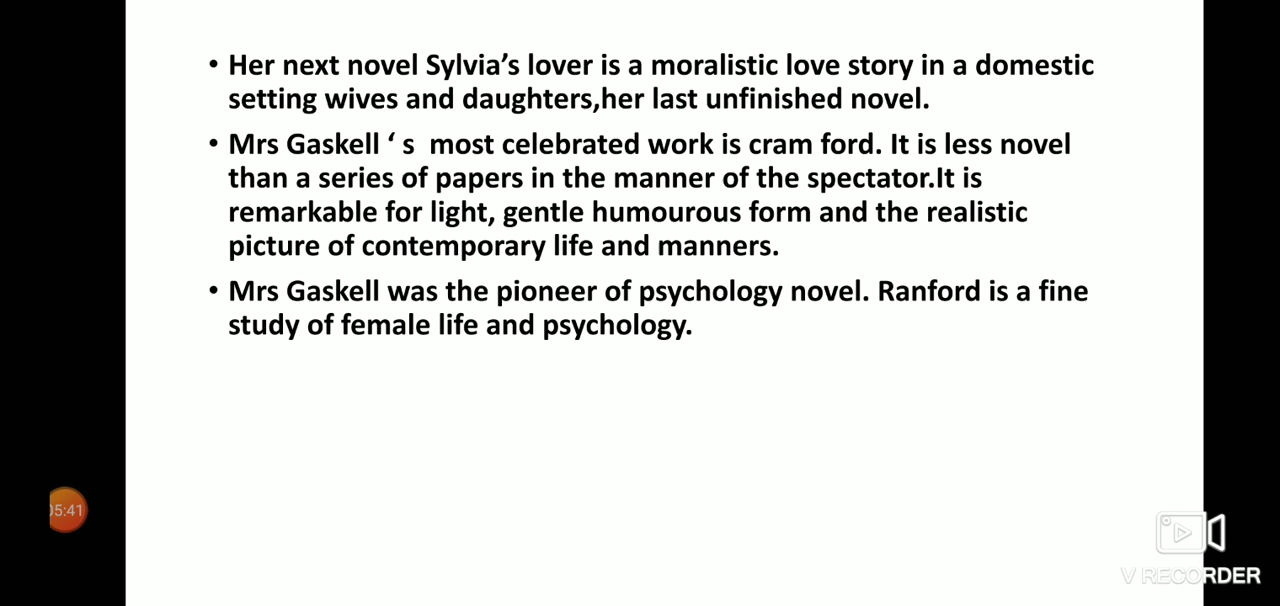 • Her next novel Sylvia's lover is a moralistic love story in a domestic
setting wives and daughters,her last unfinished novel.
• Mrs Gaskell ‘ s  most celebrated work is cram ford. It is less novel
than a series of papers in the manner of the spectator.It is
remarkable for light, gentle humourous form and the realistic
picture of contemporary life and manners.
• Mrs Gaskell was the pioneer of psychology novel. Ranford is a fine
study of female life and psychology.
05:41
V RECORDER